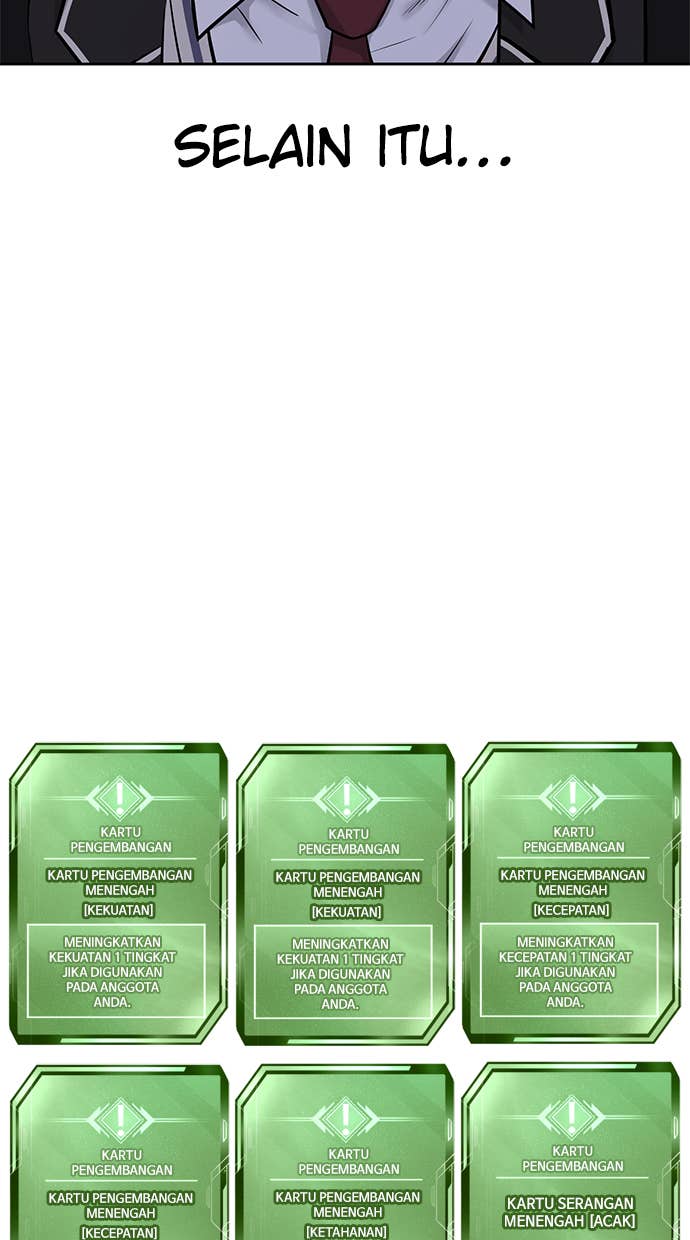 SELAIN ITU...
KARTU
PENGEMBANGAN
KARTU PENGEMBANGAN
MENENGAH
[KEKUATAN]
MENINGKATKAN
KEKUATAN 1 TINGKAT
JIKA DIGUNAKAN
PADA ANGGOTA
ANDA.
KARTU
PENGEMBANGAN
KARTU PENGEMBANGAN
MENENGAH
[KEKUATAN]
MENINGKATKAN
KEKUATAN 1 TINGKAT
JIKA DIGUNAKAN
PADA ANGGOTA
ANDA.
KARTU
PENGEMBANGAN
KARTU PENGEMBANGAN
MENENGAH
[KECEPATAN]
MENINGKATKAN
KECEPATAN 1 TINGKAT
JIKA DIGUNAKAN
PADA ANGGOTA
ANDA.
KARTU
PENGEMBANGAN
KARTU PENGEMBANGAN
MENENGAH
[KECEPATAN]
KARTU
PENGEMBANGAN
KARTU PENGEMBANGAN
MENENGAH
[KETAHANAN]
KARTU
PENGEMBANGAN
KARTU SERANGAN
MENENGAH [ACAK]